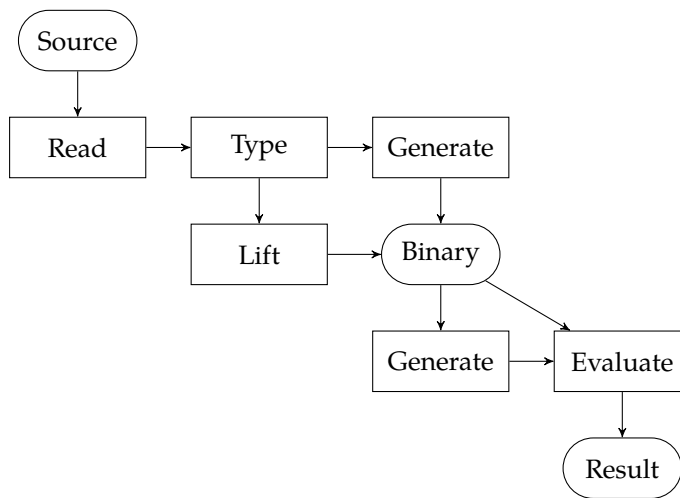 Source
Read
Type
Generate
Lift
Binary
Generate
Evaluate
Result